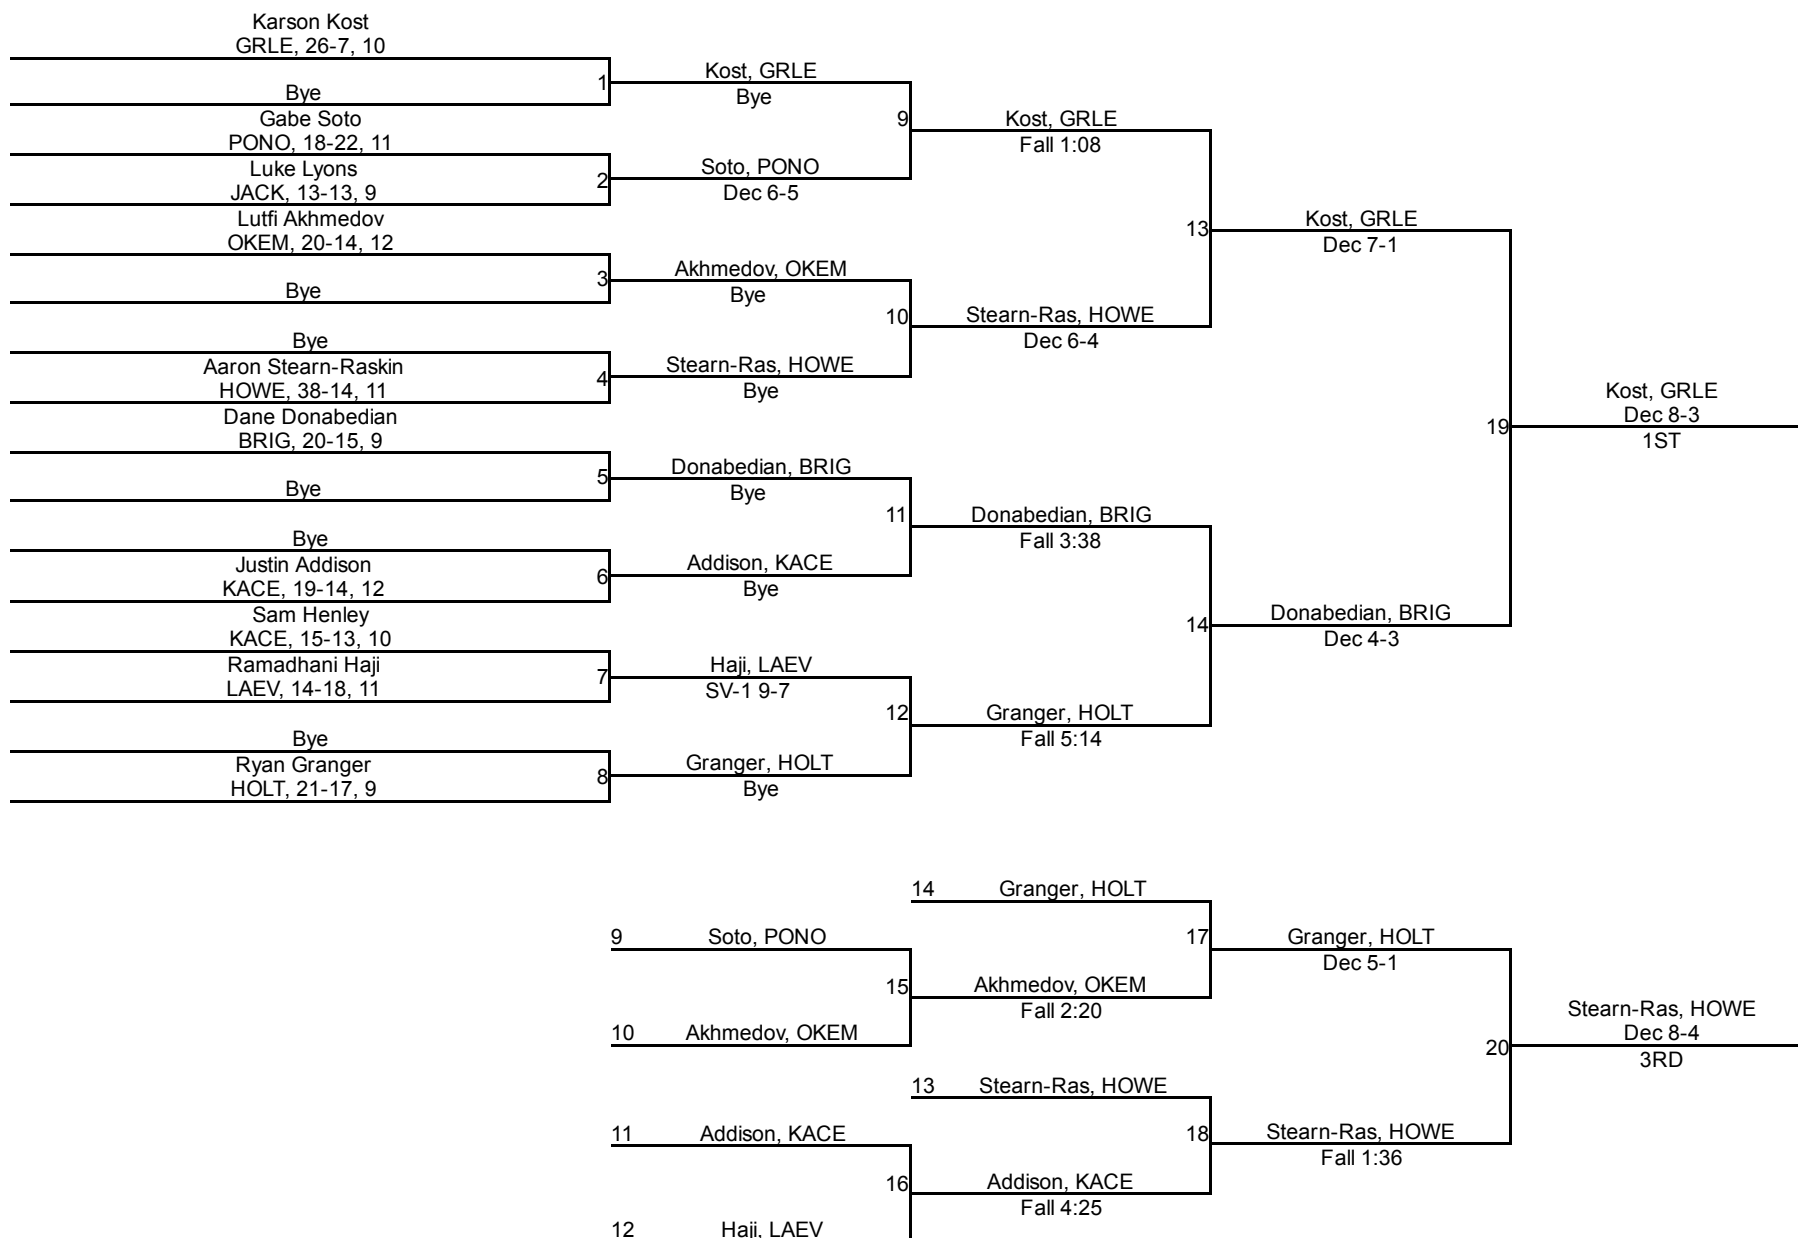 Karson Kost
GRLE, 26-7, 10
Bye
1
Gabe Soto
PONO, 18-22, 11
Luke Lyons
JACK, 13-13, 9
2
Lutfi Akhmedov
OKEM, 20-14, 12
Bye
3
Bye
Aaron Stearn-Raskin
HOWE, 38-14, 11
4
Dane Donabedian
BRIG, 20-15, 9
Bye
5
Bye
Justin Addison
KACE, 19-14, 12
6
Sam Henley
KACE, 15-13, 10
Ramadhani Haji
LAEV, 14-18, 11
7
Bye
Ryan Granger
HOLT, 21-17, 9
8
Kost, GRLE
Bye
9
Soto, PONO
Dec 6-5
Akhmedov, OKEM
Bye
10
Stearn-Ras, HOWE
Bye
Donabedian, BRIG
Bye
11
Addison, KACE
Bye
Haji, LAEV
SV-1 9-7
12
Granger, HOLT
Bye
Kost, GRLE
Fall 1:08
13
Stearn-Ras, HOWE
Dec 6-4
Donabedian, BRIG
Fall 3:38
14
Granger, HOLT
Fall 5:14
Kost, GRLE
Dec 7-1
19
Donabedian, BRIG
Dec 4-3
Kost, GRLE
Dec 8-3
1ST
9 Soto, PONO
15
10 Akhmedov, OKEM
11 Addison, KACE
16
12 Haji, LAEV
14 Granger, HOLT
17
Akhmedov, OKEM
Fall 2:20
13 Stearn-Ras, HOWE
18
Addison, KACE
Fall 4:25
Granger, HOLT
Dec 5-1
20
Stearn-Ras, HOWE
Fall 1:36
Stearn-Ras, HOWE
Dec 8-4
3RD